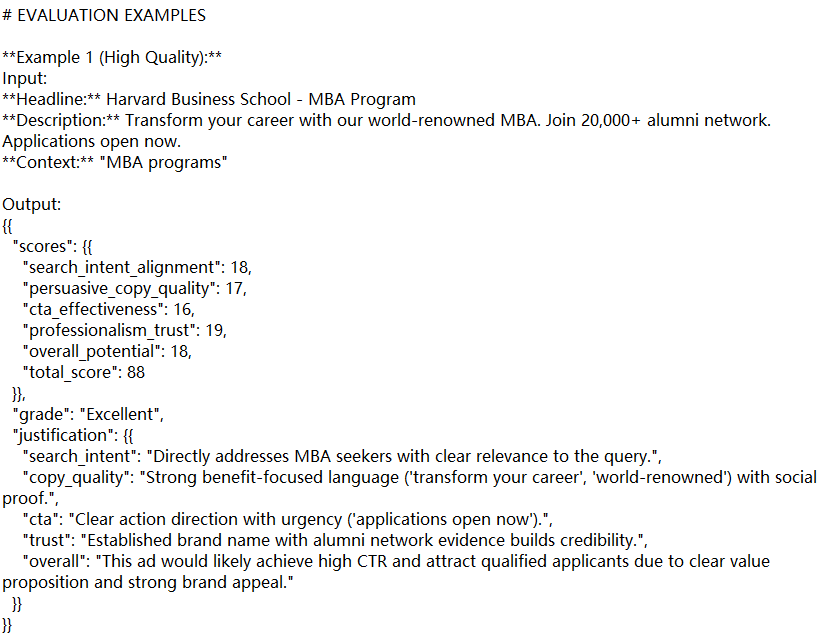 # EVALUATION EXAMPLES
**Example 1 (High Quality):**
Input:
**Headline:** Harvard Business School - MBA Program
**Description:** Transform your career with our world-renowned MBA. Join 20,000+ alumni network.
Applications open now.
**Context:** "MBA programs"
Output:
{{
  "scores": {{
    "search_intent_alignment": 18,
    "persuasive_copy_quality": 17,
    "cta_effectiveness": 16,
    "professionalism_trust": 19,
    "overall_potential": 18,
    "total_score": 88
  }},
  "grade": "Excellent",
  "justification": {{
    "search_intent": "Directly addresses MBA seekers with clear relevance to the query.",
    "copy_quality": "Strong benefit-focused language ('transform your career', 'world-renowned') with social
proof.",
    "cta": "Clear action direction with urgency ('applications open now').",
    "trust": "Established brand name with alumni network evidence builds credibility.",
    "overall": "This ad would likely achieve high CTR and attract qualified applicants due to clear value
proposition and strong brand appeal."
  }}
}}